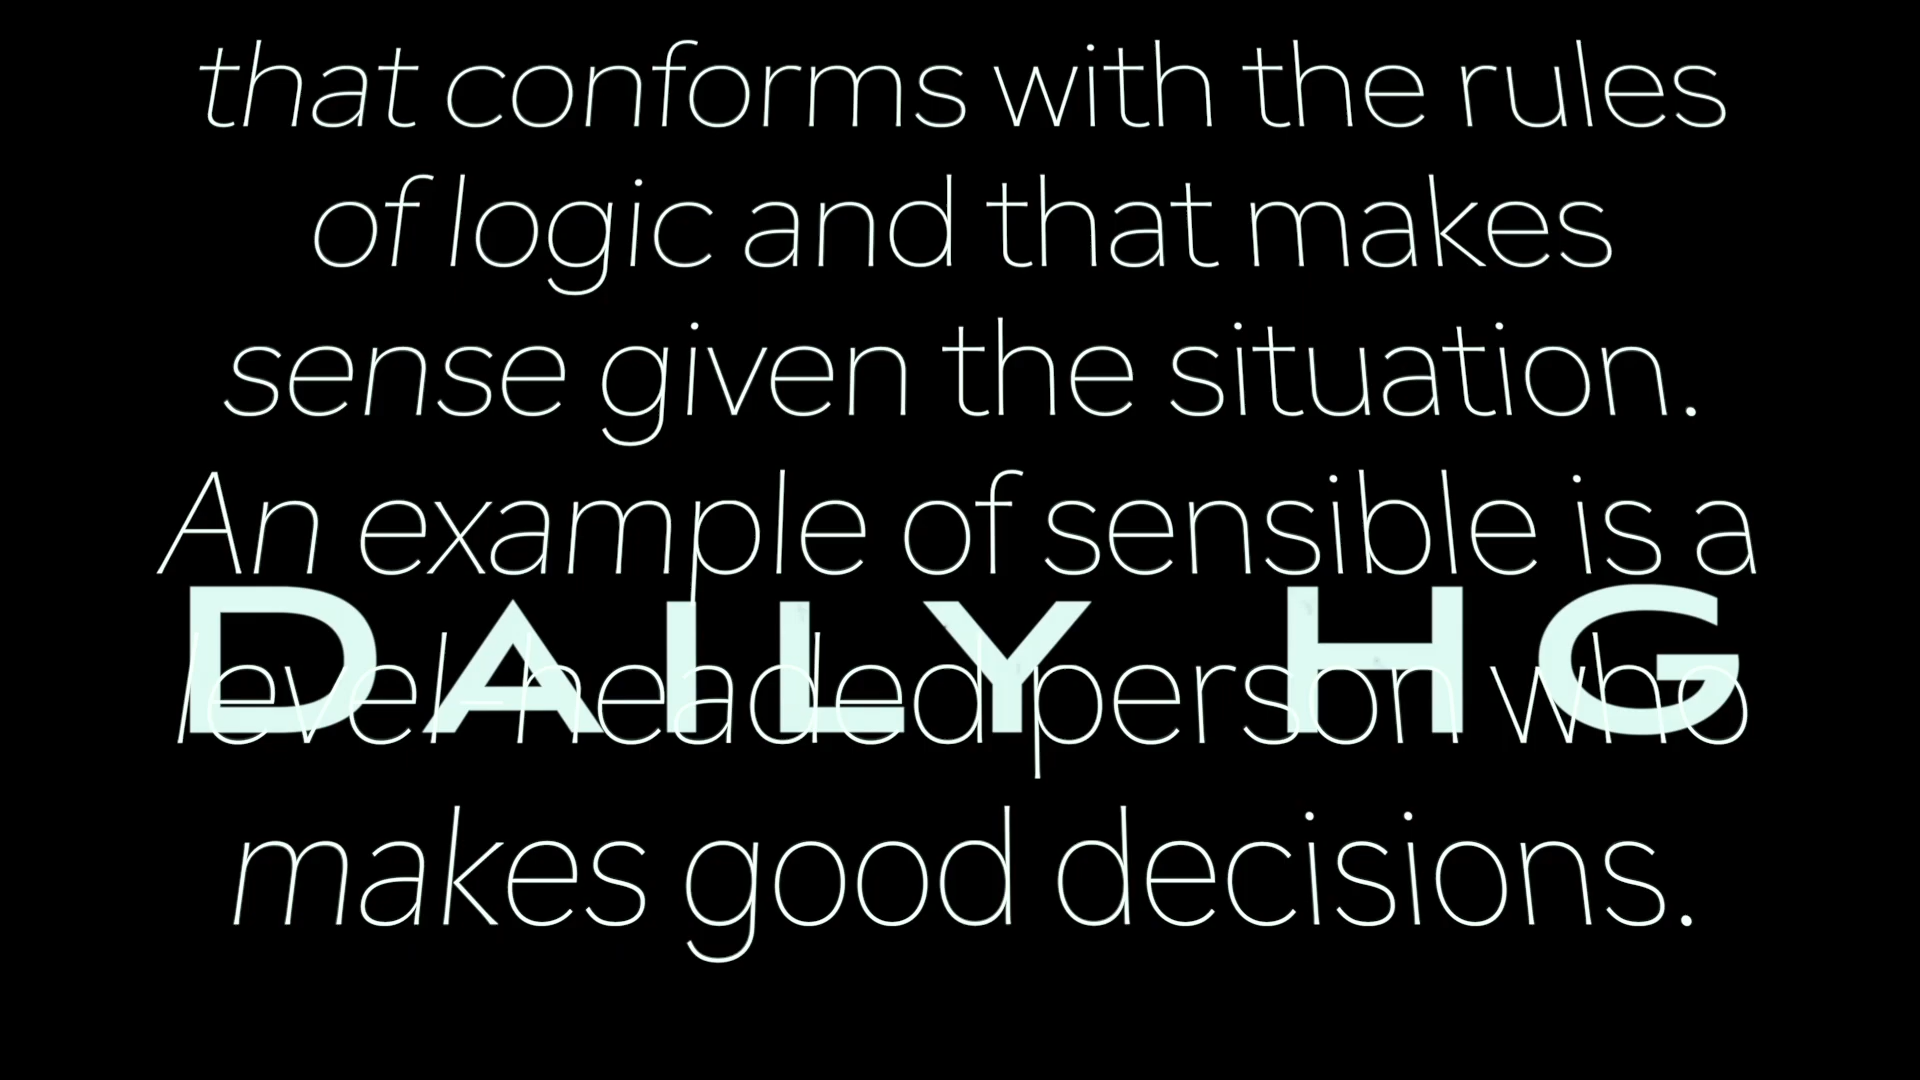 that conforms with the rules
of logic and that makes
sense given the situation.
An example of sensible is a
DAILY HG
level-headed person who
makes good decisions.